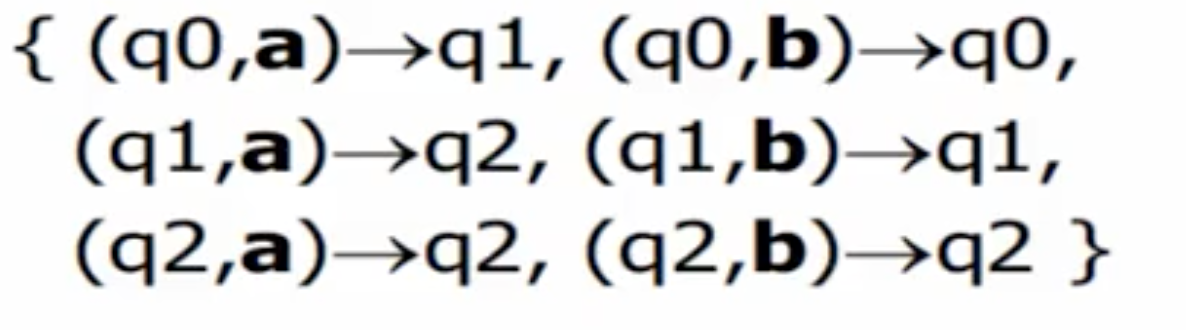 { (q0,a)→q1, (q0,b)→q0,
(q1,a)→q2, (q1,b)→q1,
(q2,a)→q2, (q2,b)→q2 }